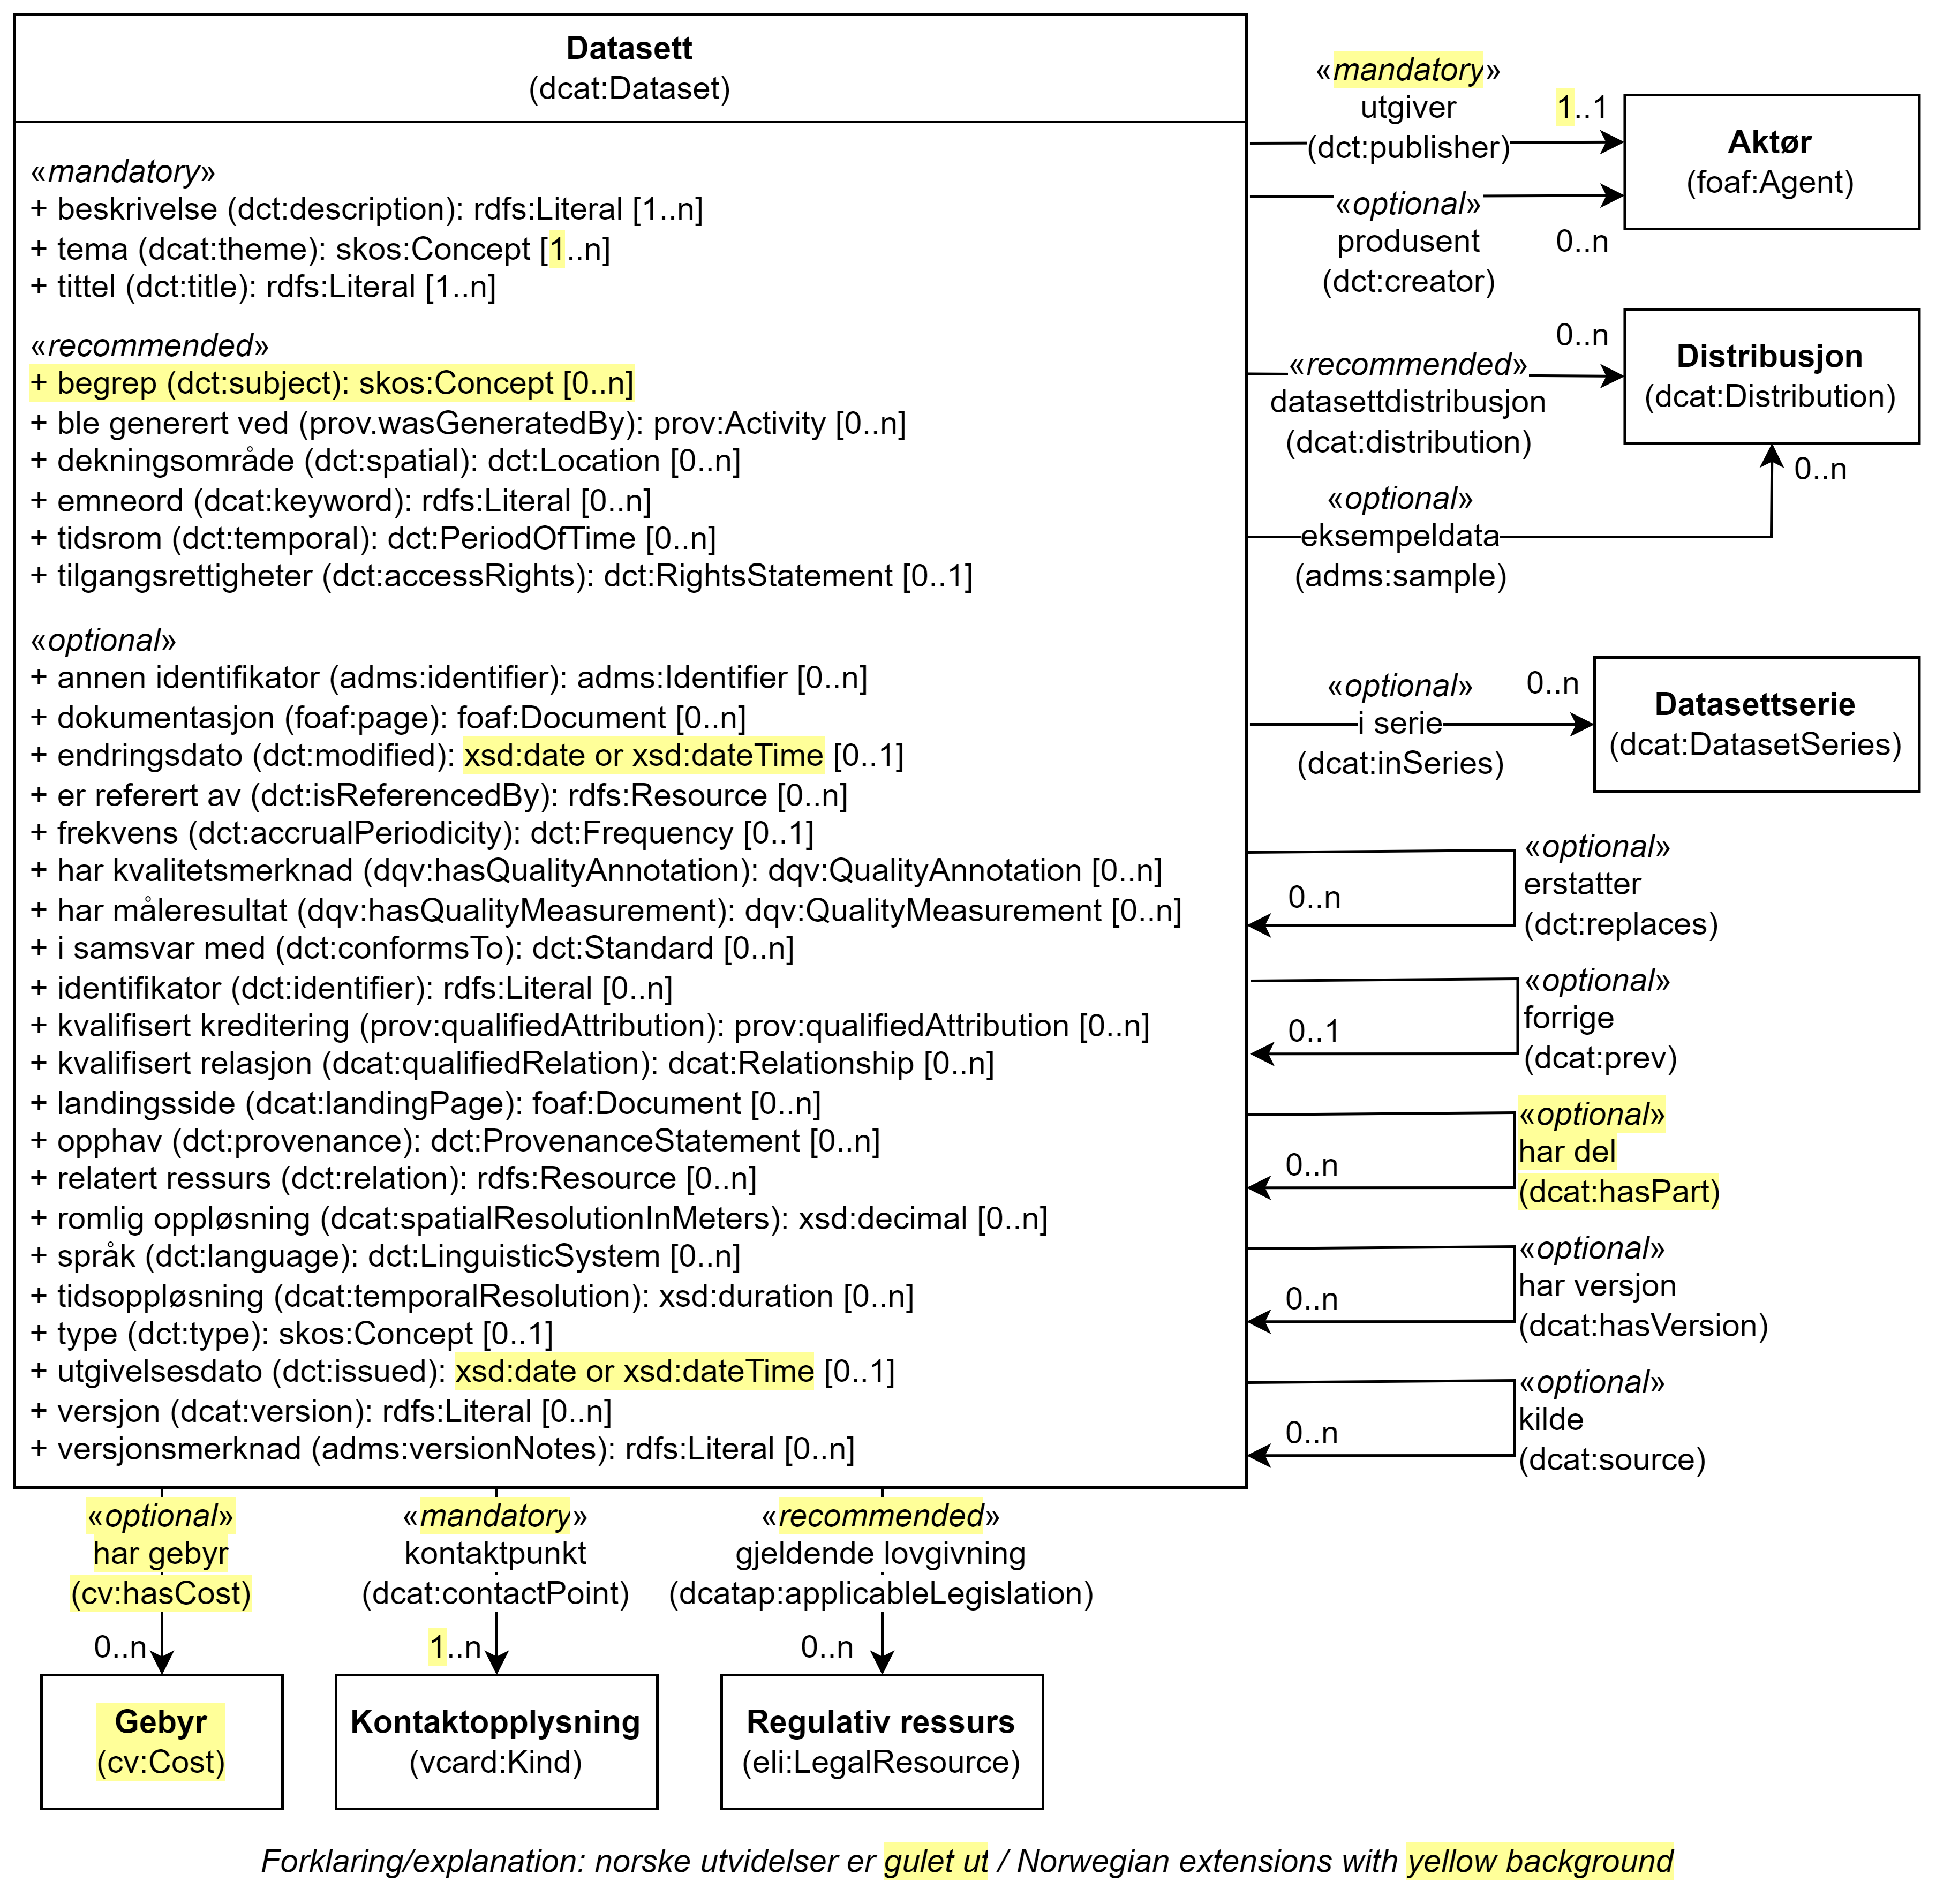 Datasett
(dcat:Dataset)
«mandatory»
+ beskrivelse (dct:description): rdfs:Literal [1..n]
+ tema (dcat:theme): skos:Concept [1..n]
+ tittel (dct:title): rdfs:Literal [1..n]
«recommended»
+ begrep (dct:subject): skos:Concept [0..n]
+ ble generert ved (prov.wasGeneratedBy): prov:Activity [0..n]
+ dekningsområde (dct:spatial): dct:Location [0..n]
+ emneord (dcat:keyword): rdfs:Literal [0..n]
+ tidsrom (dct:temporal): dct:PeriodOfTime [0..n]
+ tilgangsrettigheter (dct:accessRights): dct:RightsStatement [0..1]
«optional»
+ annen identifikator (adms:identifier): adms:Identifier [0..n]
+ dokumentasjon (foaf:page): foaf:Document [0..n]
+ endringsdato (dct:modified): xsd:date or xsd:dateTime [0..1]
+ er referert av (dct:isReferencedBy): rdfs:Resource [0..n]
+ frekvens (dct:accrualPeriodicity): dct:Frequency [0..1]
+ har kvalitetsmerknad (dqv:hasQualityAnnotation): dqv:QualityAnnotation [0..n]
+ har måleresultat (dqv:hasQualityMeasurement): dqv:QualityMeasurement [0..n]
+ i samsvar med (dct:conformsTo): dct:Standard [0..n]
+ identifikator (dct:identifier): rdfs:Literal [0..n]
+ kvalifisert kreditering (prov:qualifiedAttribution): prov:qualifiedAttribution [0..n]
+ kvalifisert relasjon (dcat:qualifiedRelation): dcat:Relationship [0..n]
+ landingsside (dcat:landingPage): foaf:Document [0..n]
+ opphav (dct:provenance): dct:ProvenanceStatement [0..n]
+ relatert ressurs (dct:relation): rdfs:Resource [0..n]
+ romlig oppløsning (dcat:spatialResolutionInMeters): xsd:decimal [0..n]
+ språk (dct:language): dct:LinguisticSystem [0..n]
+ tidsoppløsning (dcat:temporalResolution): xsd:duration [0..n]
+ type (dct:type): skos:Concept [0..1]
+ utgivelsesdato (dct:issued): xsd:date or xsd:dateTime [0..1]
+ versjon (dcat:version): rdfs:Literal [0..n]
+ versjonsmerknad (adms:versionNotes): rdfs:Literal [0..n]
«mandatory»
utgiver
(dct:publisher)
1..1
«optional»
produsent
(dct:creator)
0..n
Aktør
(foaf:Agent)
«recommended»
datasettdistribusjon
(dcat:distribution)
0..n
Distribusjon
(dcat:Distribution)
«optional»
eksempeldata
(adms:sample)
0..n
«optional»
i serie
(dcat:inSeries)
0..n
Datasettserie
(dcat:DatasetSeries)
«optional»
erstatter
(dct:replaces)
0..n
«optional»
forrige
(dcat:prev)
0..1
«optional»
har del
(dcat:hasPart)
0..n
«optional»
har versjon
(dcat:hasVersion)
0..n
«optional»
kilde
(dcat:source)
0..n
«optional»
har gebyr
(cv:hasCost)
0..n
Gebyr
(cv:Cost)
«mandatory»
kontaktpunkt
(dcat:contactPoint)
1..n
Kontaktopplysning
(vcard:Kind)
«recommended»
gjeldende lovgivning
(dcatap:applicableLegislation)
0..n
Regulativ ressurs
(eli:LegalResource)
Forklaring/explanation: norske utvidelser er gulet ut / Norwegian extensions with yellow background